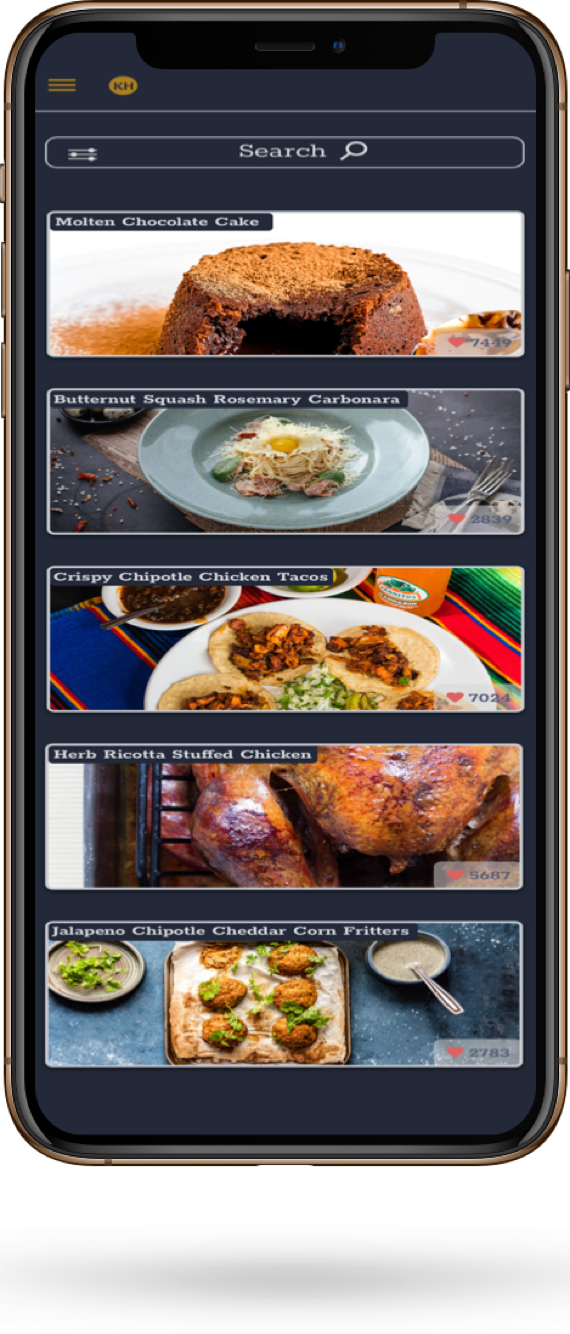 KH
Search
Molten Chocolate Cake
7449
Butternut Squash Rosemary Carbonara
2839
Crispy Chipotle Chicken Tacos
JARRITOS
7024
Herb Ricotta Stuffed Chicken
5687
Jalapeno Chipotle Cheddar Corn Fritters
2783